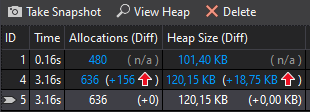 Take Snapshot View Heap Delete
ID Time Allocations (Diff) Heap Size (Diff)
1 0.16s 480 (n/a) 101,40 KB (n/a)
4 3.16s 636 (+156) 120,15 KB (+18,75 KB)
5 5.16s 636 (+0) 120,15 KB (+0,00 KB)